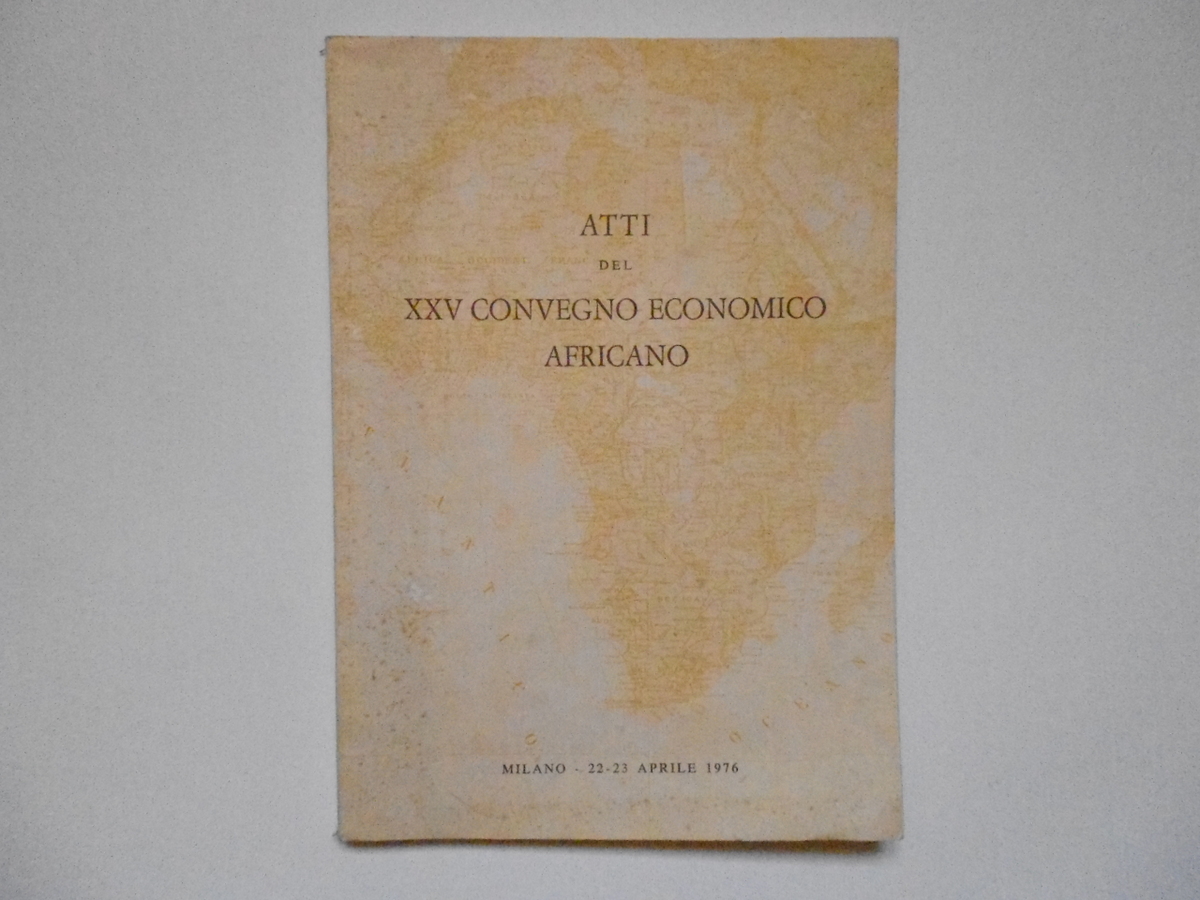 ATTI
DEL
XXV CONVEGNO ECONOMICO
AFRICANO
MILANO - 22-23 APRILE 1976